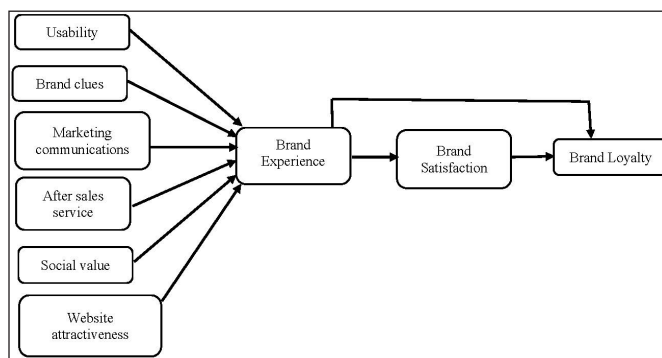 Usability
Brand clues
Marketing
communications
After sales
service
Social value
Website
attractiveness
Brand
Experience
Brand
Satisfaction
Brand Loyalty